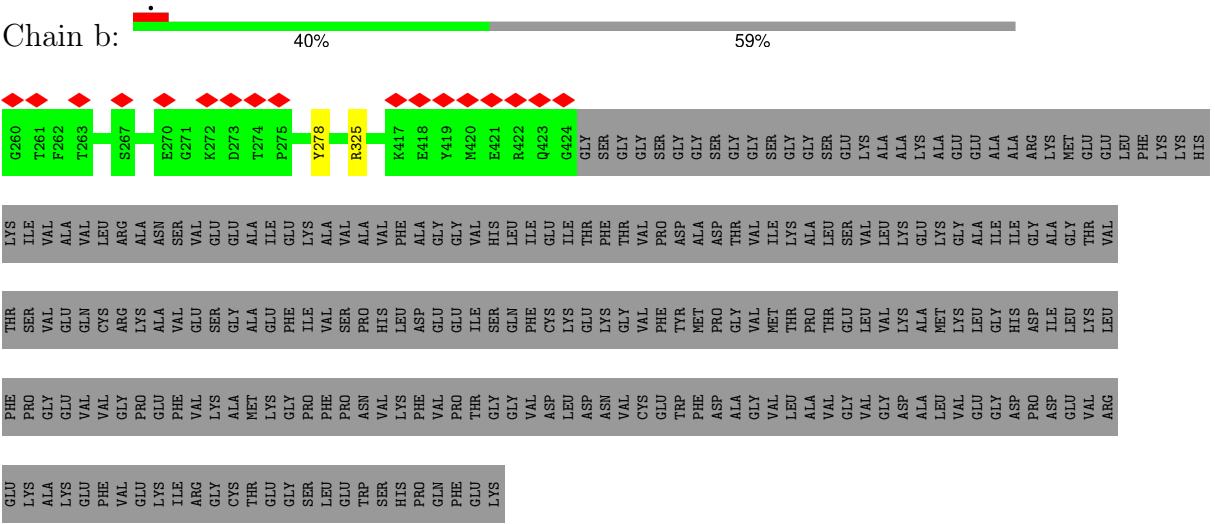 Chain b:
40% 59%
G260 T261 F262 T263 S267 E270 G271 K272 D273 T274 P275 Y278 R325 K417 E418 Y419 M420 E421 R422 Q423 G424 GLY SER GLY GLY SER GLY GLY SER GLY GLY SER GLY GLY SER GLU LYS ALA ALA LYS ALA GLU GLU ALA ALA ARG LYS MET GLU GLU LEU PHE LYS LYS HIS
LYS ILE VAL ALA VAL LEU ARG ALA ASN SER VAL GLU GLU ALA ILE GLU LYS ALA VAL ALA VAL PHE ALA GLY GLY VAL HIS LEU ILE GLU ILE THR PHE THR VAL PRO ASP ALA ASP THR VAL ILE LYS ALA LEU SER VAL LEU LYS GLU LYS GLY ALA ILE ILE GLY ALA GLY THR VAL
THR SER VAL GLU GLN CYS ARG LYS ALA VAL GLU SER GLY ALA GLU PHE ILE VAL SER PRO HIS LEU ASP GLU GLU ILE SER GLN PHE CYS LYS GLU LYS GLY VAL PHE TYR MET PRO GLY VAL MET THR PRO THR GLU LEU VAL LYS ALA MET LYS LEU GLY HIS ASP ILE LEU LYS LEU
PHE PRO GLY GLU VAL VAL GLY PRO GLU PHE VAL LYS ALA MET LYS GLY PRO PHE PRO ASN VAL LYS PHE VAL PRO THR GLY GLY VAL ASP LEU ASP ASN VAL CYS GLU TRP PHE ASP ALA GLY VAL LEU ALA VAL GLY VAL GLY ASP ALA LEU VAL GLU GLY ASP PRO ASP GLU VAL ARG
GLU LYS ALA LYS GLU PHE VAL GLU LYS ILE ARG GLY CYS THR GLU GLY SER LEU GLU TRP SER HIS PRO GLN PHE GLU LYS